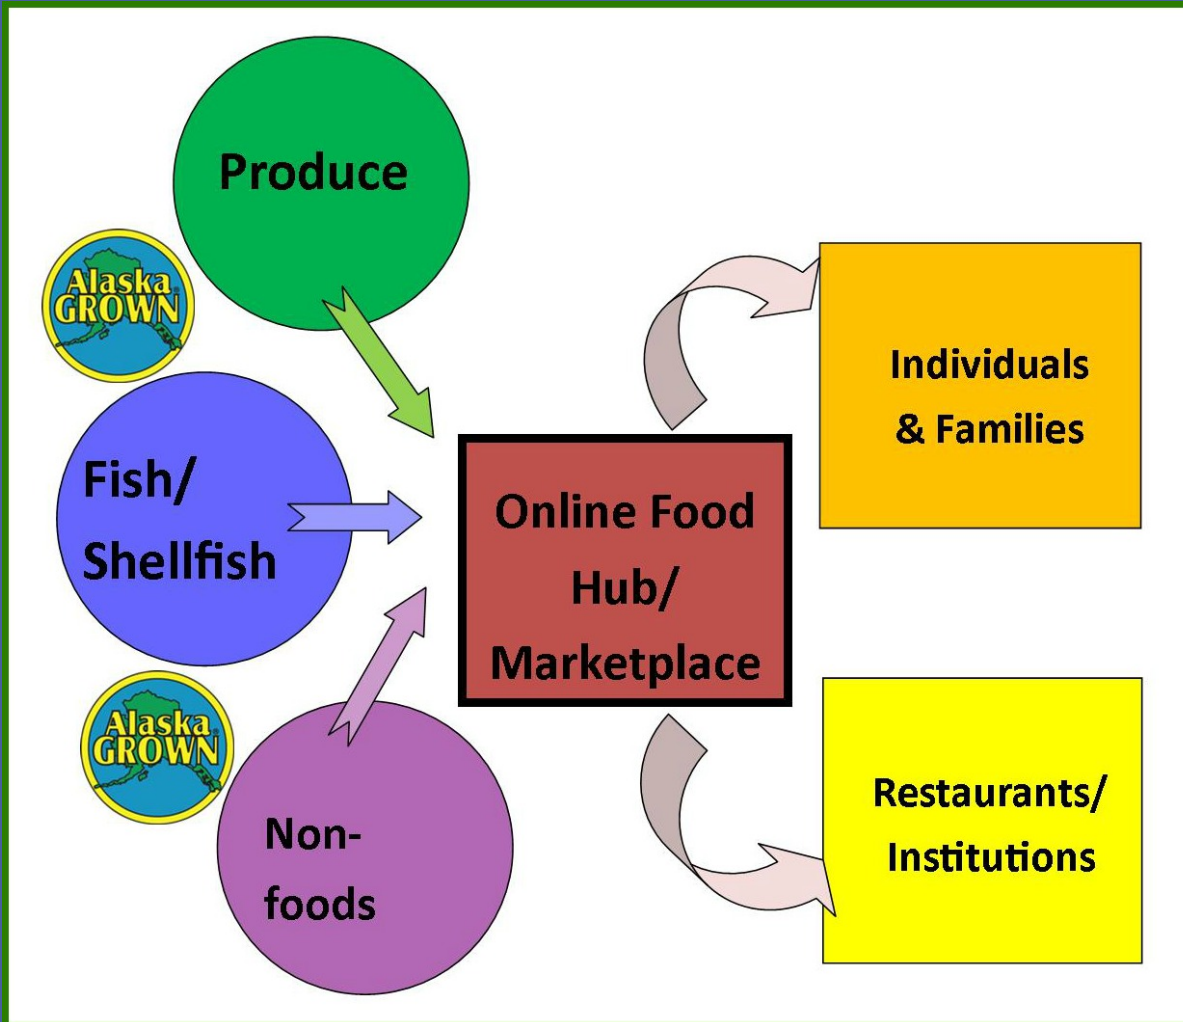 Produce
Alaska
GROWN
Fish/
Shellfish
Alaska
GROWN
Non-
foods
Online Food
Hub/
Marketplace
Individuals
& Families
Restaurants/
Institutions